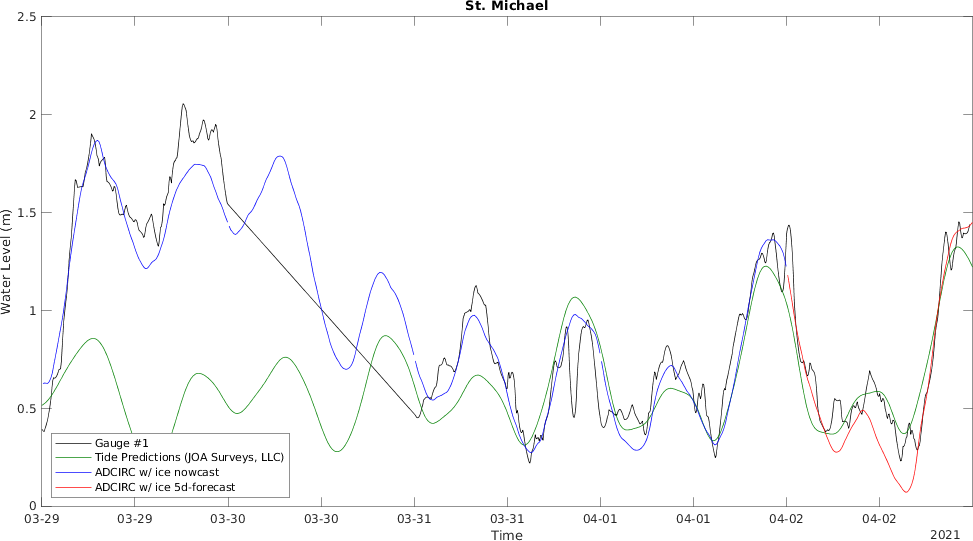 St. Michael
2.5
2
1.5
1
0.5
0
Water Level (m)
Gauge #1
Tide Predictions (JOA Surveys, LLC)
ADCIRC w/ ice nowcast
ADCIRC w/ ice 5d-forecast
03-29 03-29 03-30 03-30 03-31 03-31 04-01 04-01 04-02 04-02
Time
2021